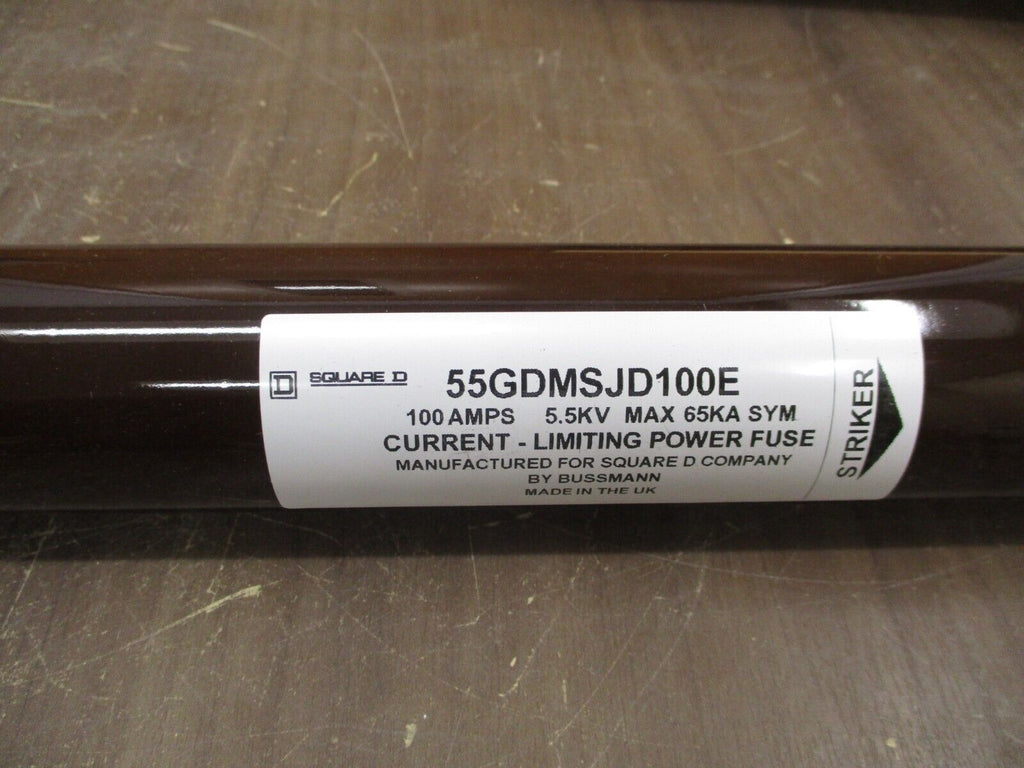 D SQUARE D
55GDMSJD100E
100 AMPS 5.5KV MAX 65KA SYM
CURRENT - LIMITING POWER FUSE
MANUFACTURED FOR SQUARE D COMPANY
BY BUSSMANN
MADE IN THE UK
STRIKER